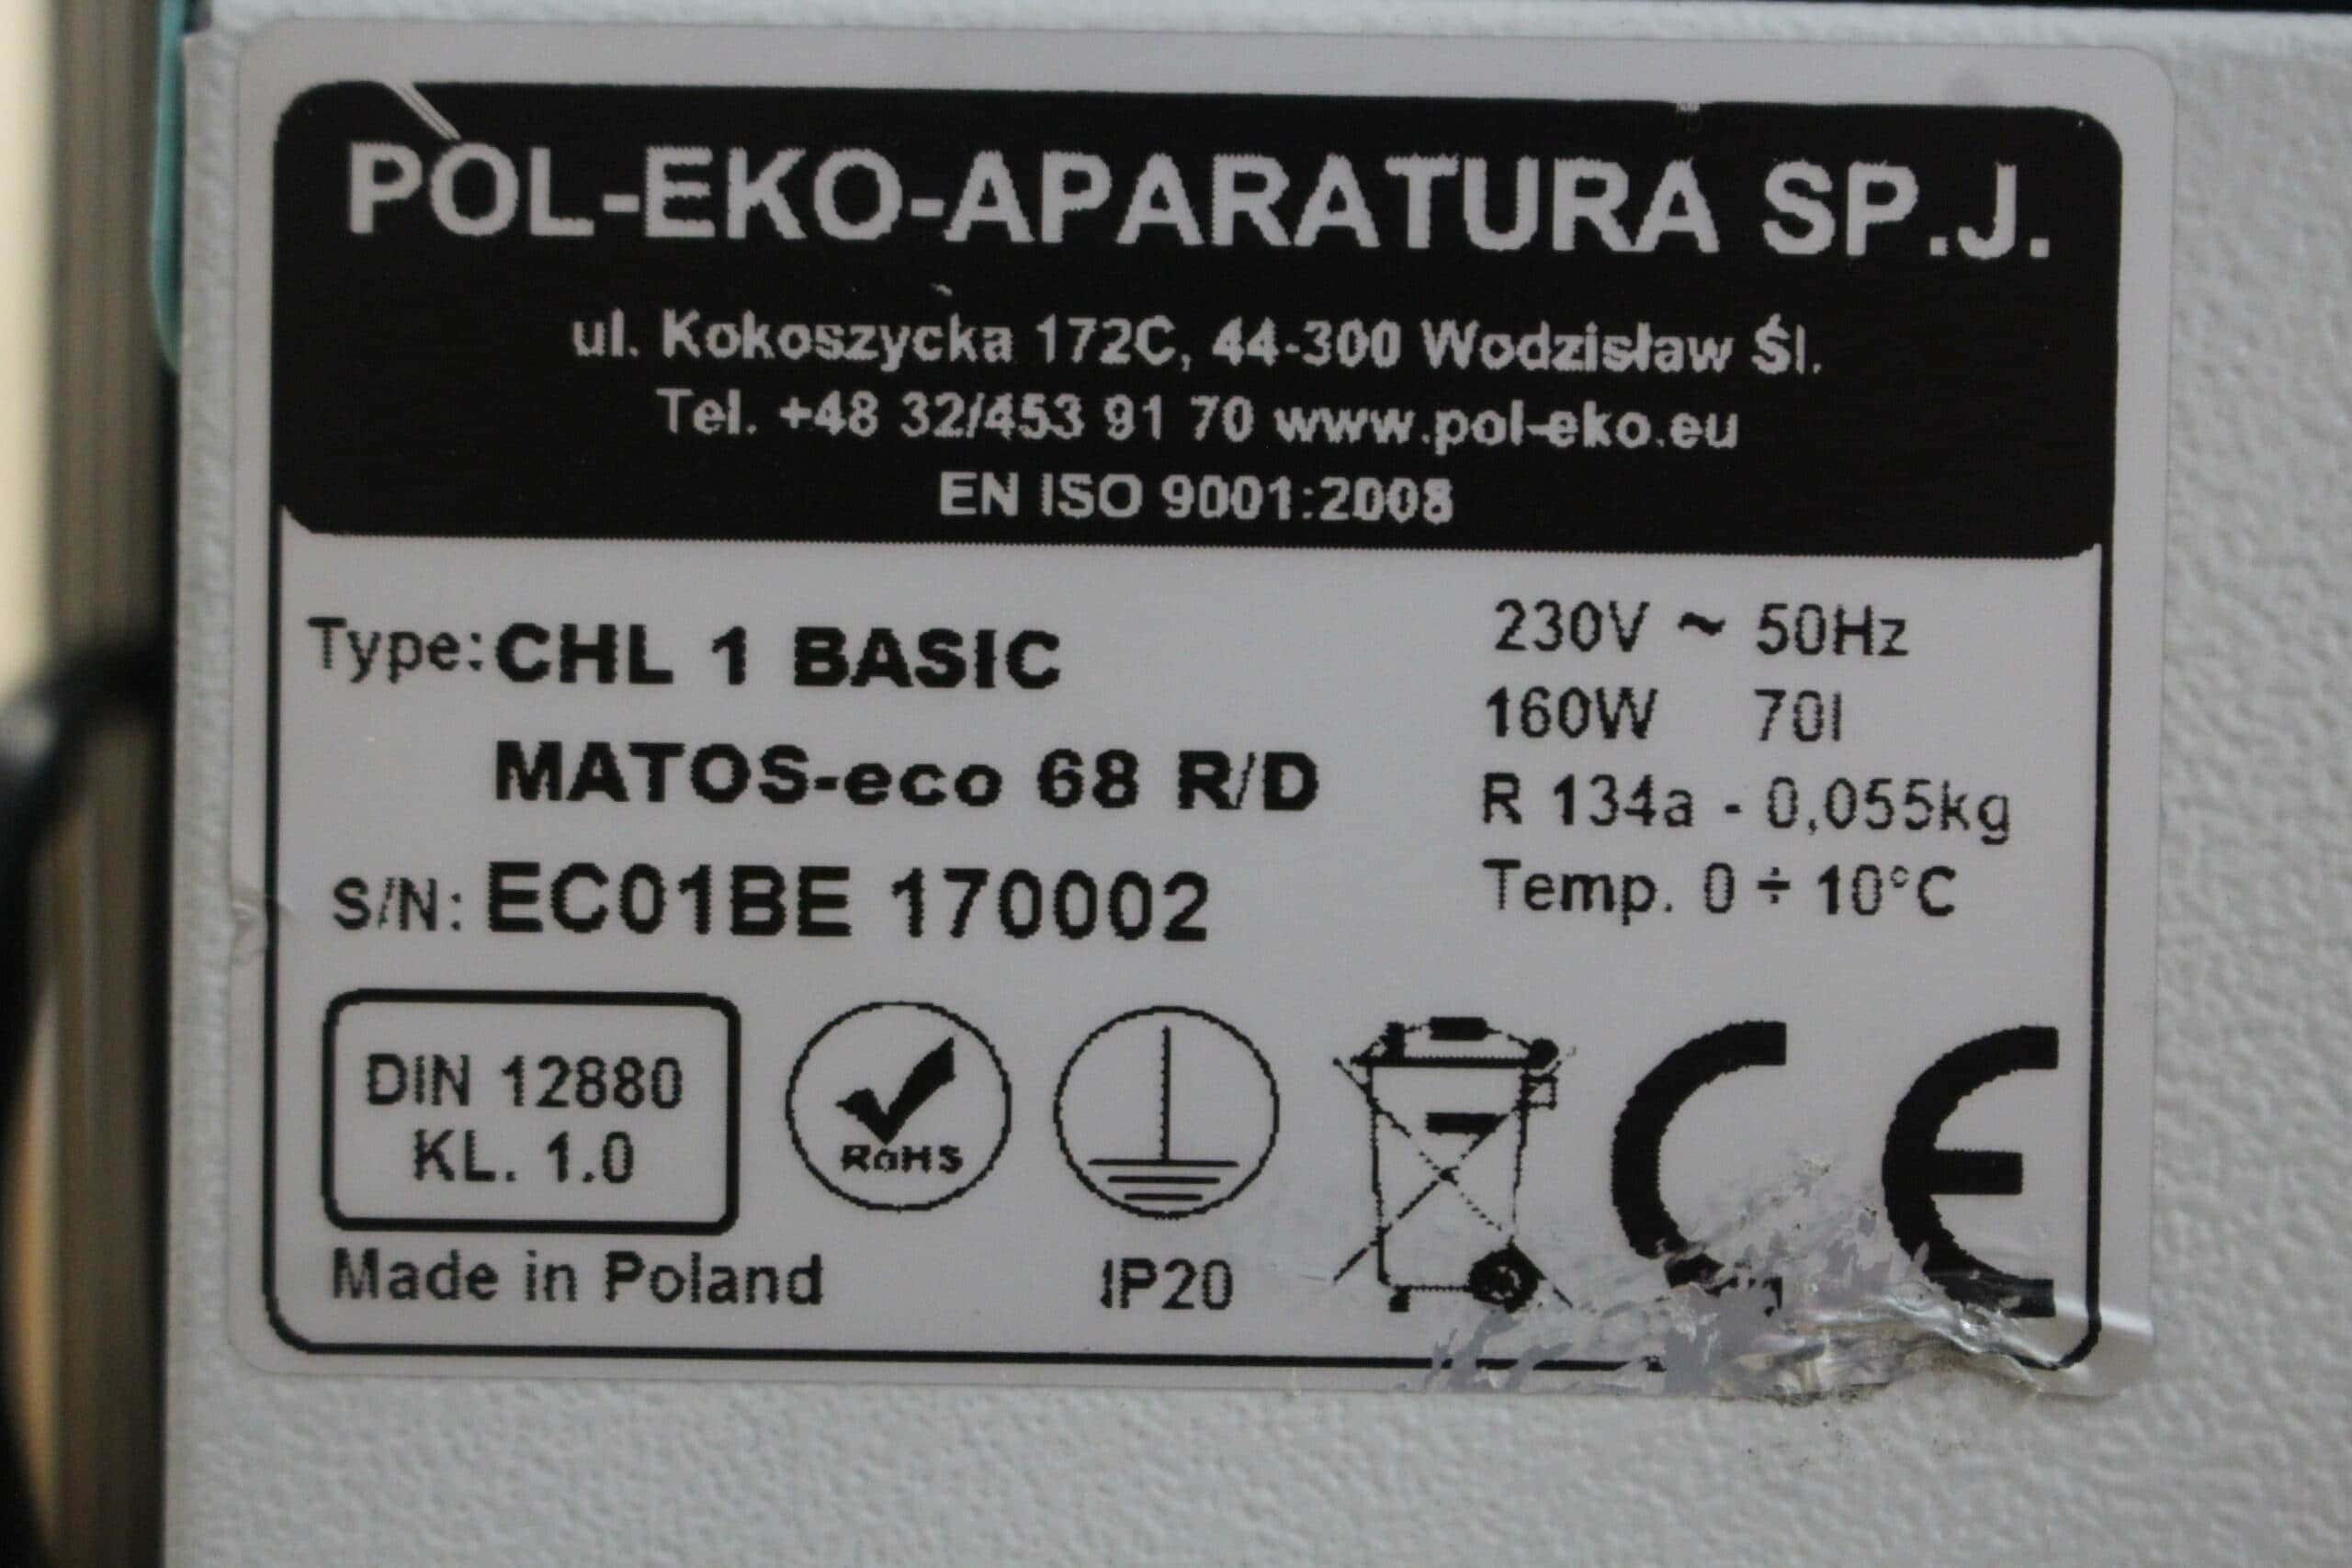 POL-EKO-APARATURA SP.J.
ul. Kokoszycka 172C, 44-300 Wodzisław Śl.
Tel. +48 32/453 91 70 www.pol-eko.eu
EN ISO 9001:2008
Type: CHL 1 BASIC
MATOS-eco 68 R/D
S/N: EC01BE 170002
230V ~ 50Hz
160W 70l
R 134a - 0,055kg
Temp. 0 ÷ 10°C
DIN 12880
KL. 1.0
RoHS
CE
Made in Poland
IP20